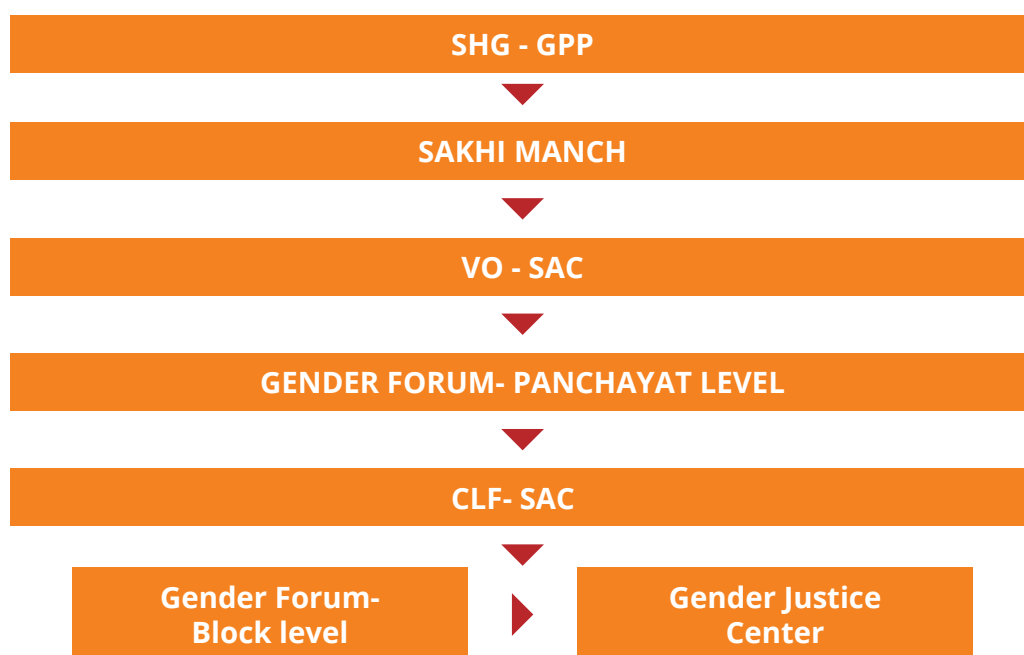 SHG - GPP
SAKHI MANCH
VO - SAC
GENDER FORUM- PANCHAYAT LEVEL
CLF- SAC
Gender Forum-
Block level
Gender Justice
Center